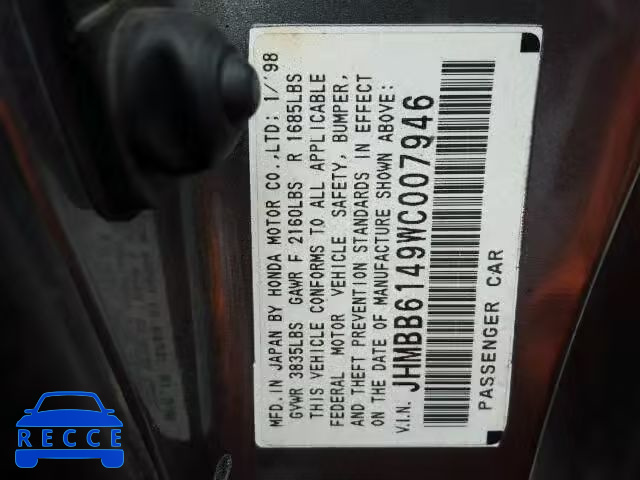 MFD. IN JAPAN BY HONDA MOTOR CO.,LTD: 1/'98
GVWR 3835LBS GAWR F 2160LBS R 1685LBS
THIS VEHICLE CONFORMS TO ALL APPLICABLE
FEDERAL MOTOR VEHICLE SAFETY, BUMPER,
AND THEFT PREVENTION STANDARDS IN EFFECT
ON THE DATE OF MANUFACTURE SHOWN ABOVE:
V.I.N. JHMBB6149WC007946
PASSENGER CAR
RECCE